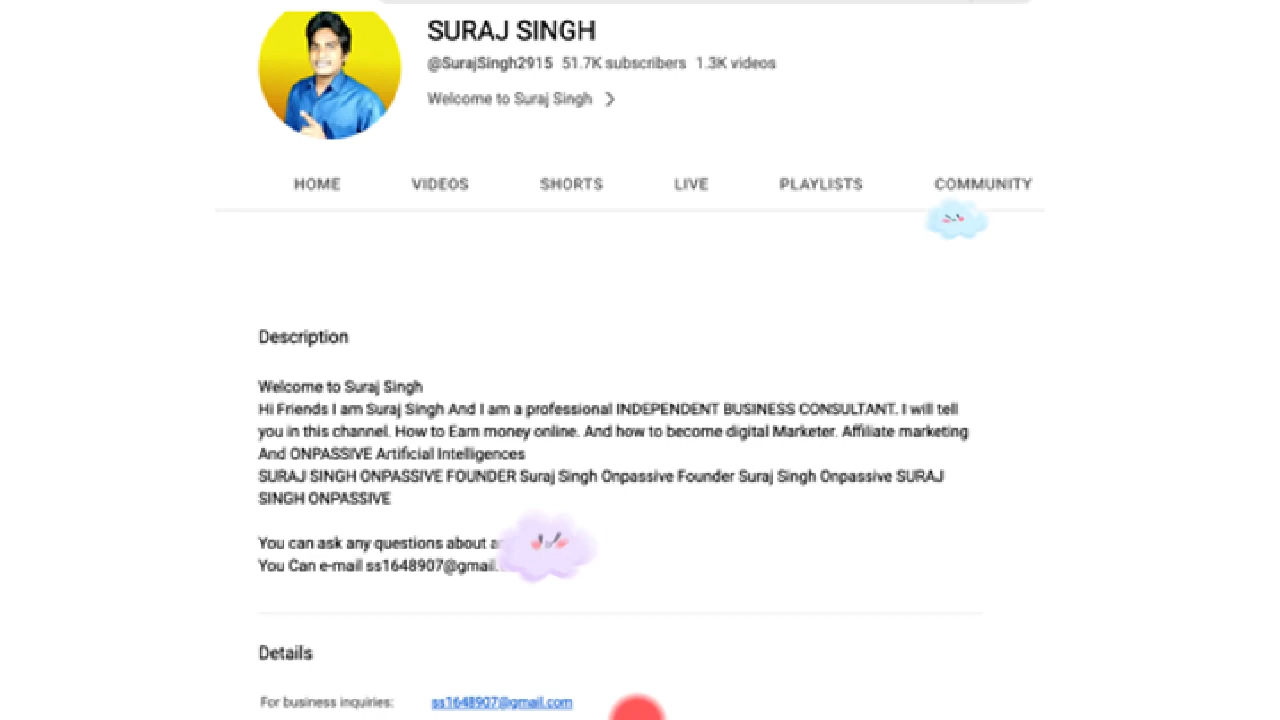 SURAJ SINGH
@SurajSingh2915 51.7K subscribers 1.3K videos
Welcome to Suraj Singh >
HOME VIDEOS SHORTS LIVE PLAYLISTS COMMUNITY
Description
Welcome to Suraj Singh
Hi Friends I am Suraj Singh And I am a professional INDEPENDENT BUSINESS CONSULTANT. I will tell
you in this channel. How to Earn money online. And how to become digital Marketer. Affiliate marketing
And ONPASSIVE Artificial Intelligences
SURAJ SINGH ONPASSIVE FOUNDER Suraj Singh Onpassive Founder Suraj Singh Onpassive SURAJ
SINGH ONPASSIVE
You can ask any questions about
You Can e-mail ss1648907@gmail.
Details
For business inquiries: ss1648907@gmail.com